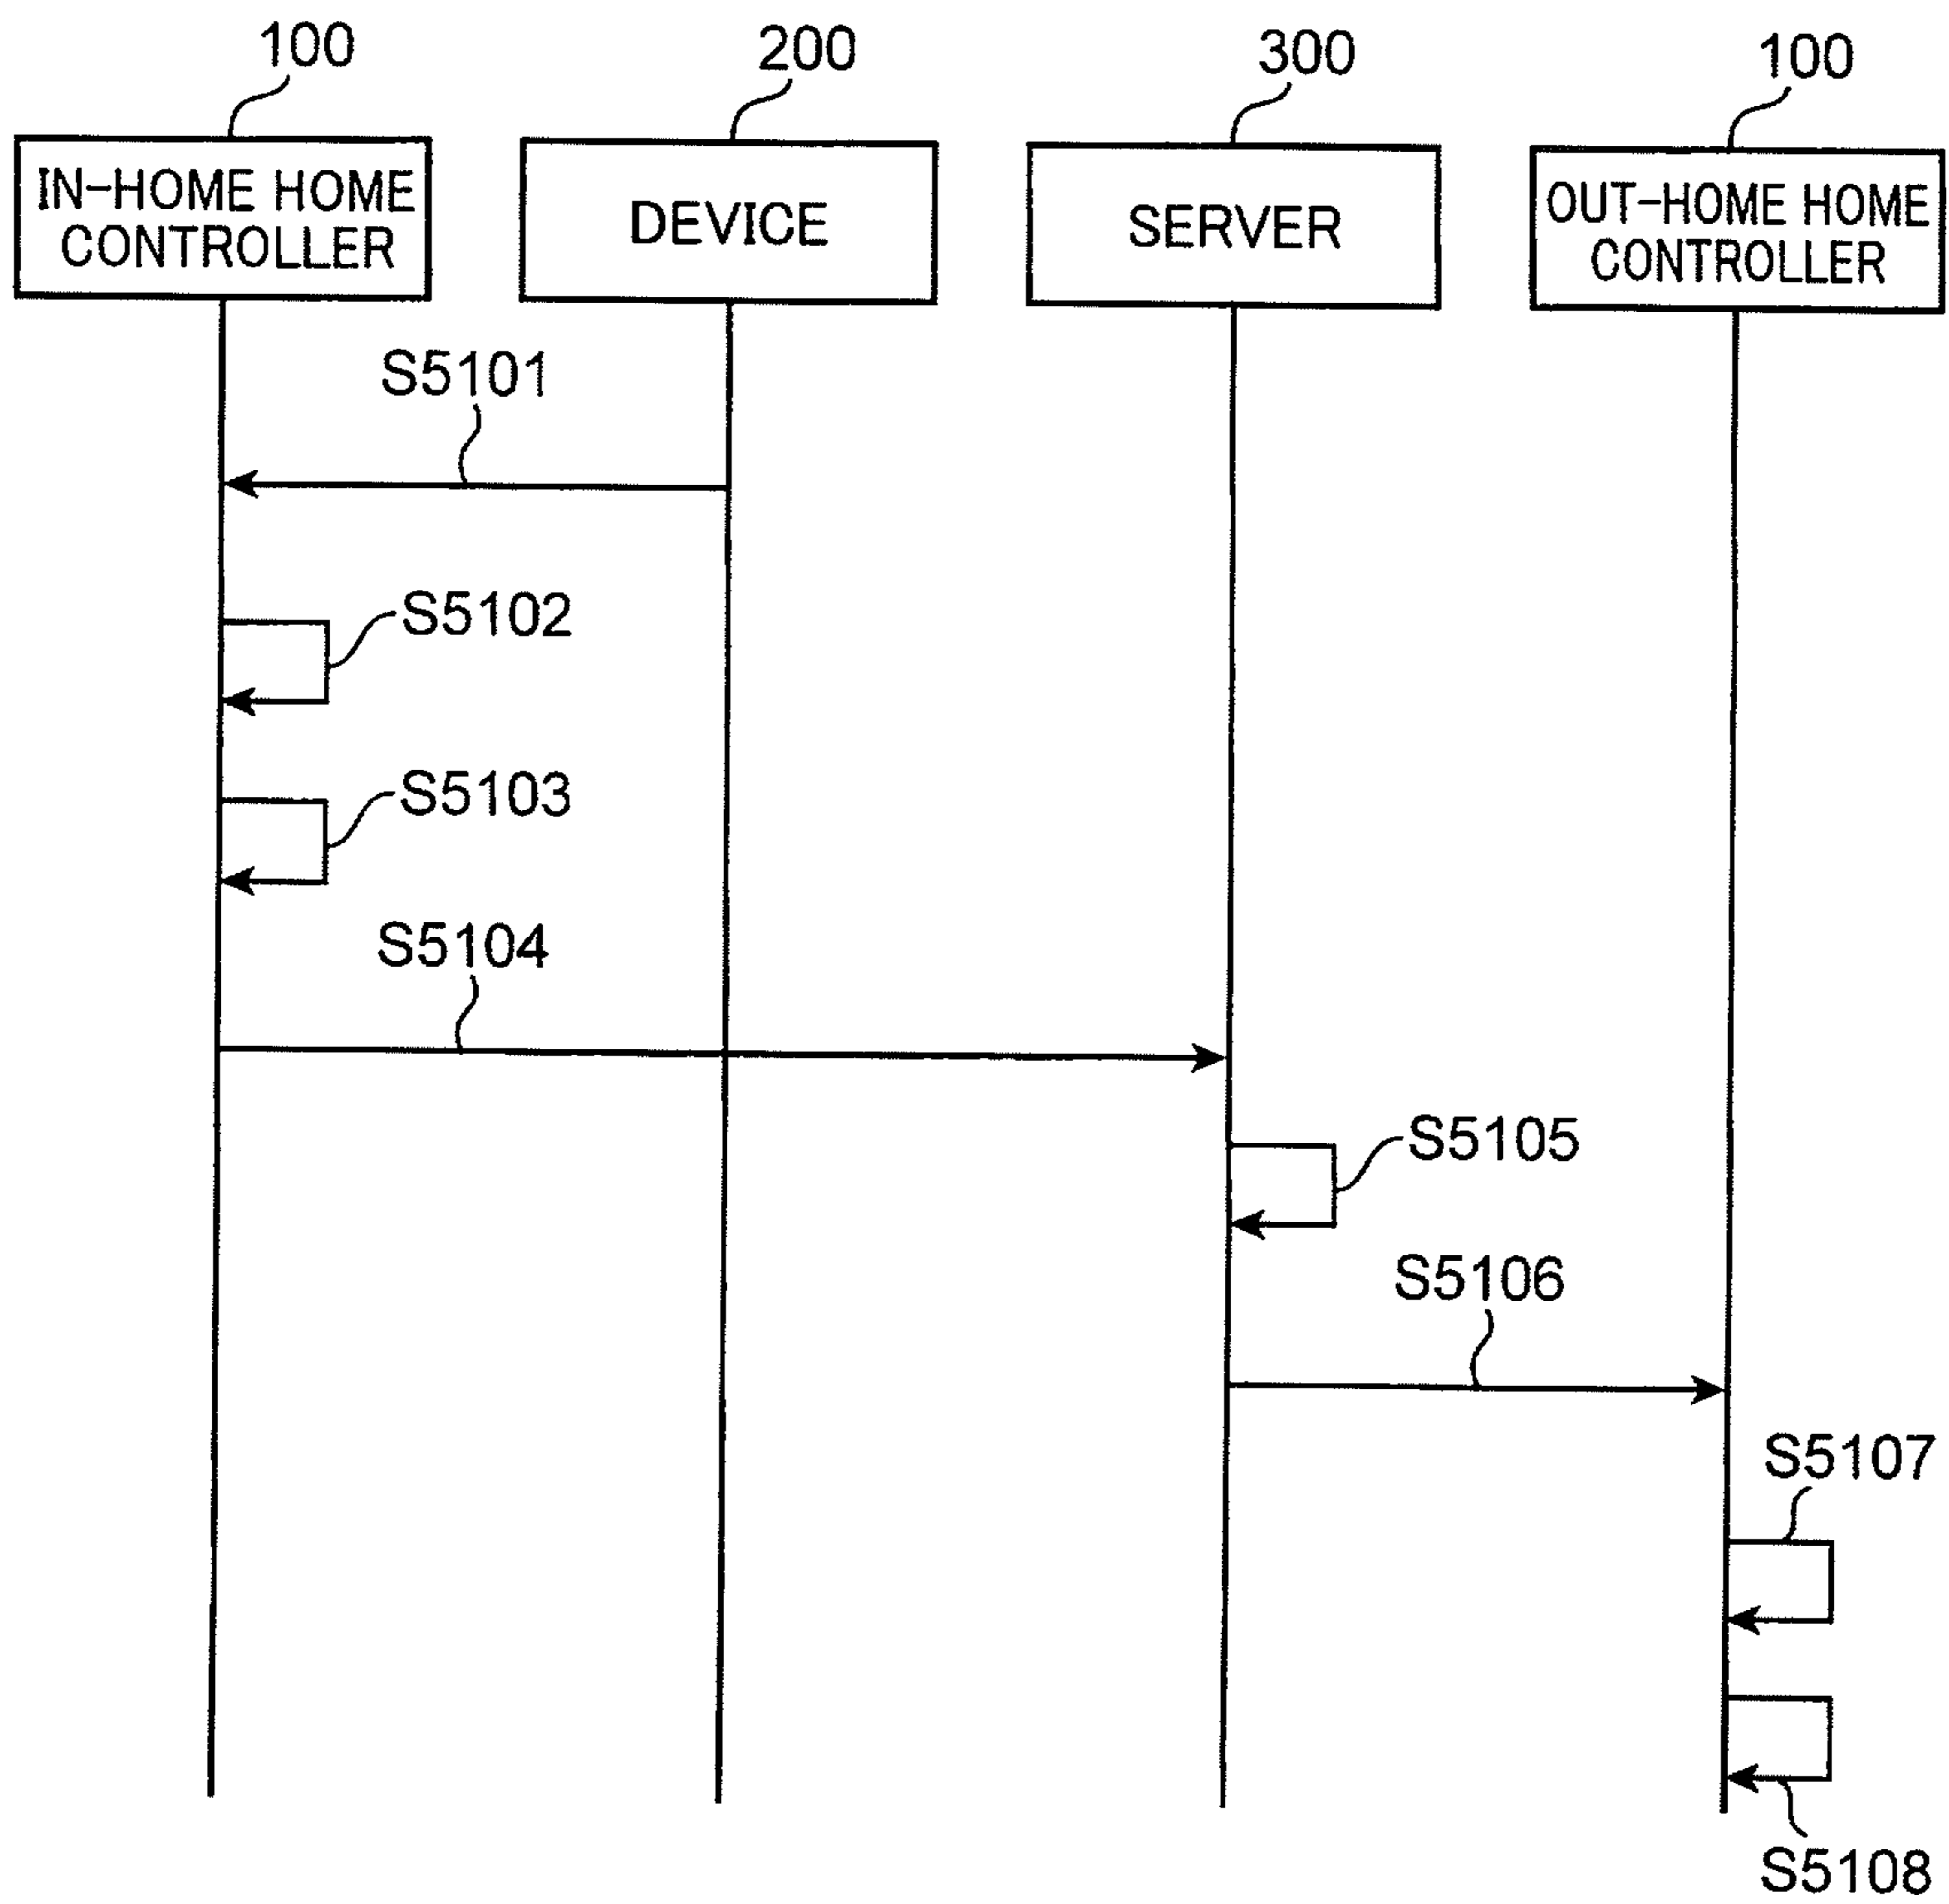 100
200
300
100
IN-HOME HOME
CONTROLLER
DEVICE
SERVER
OUT-HOME HOME
CONTROLLER
S5101
S5102
S5103
S5104
S5105
S5106
S5107
S5108